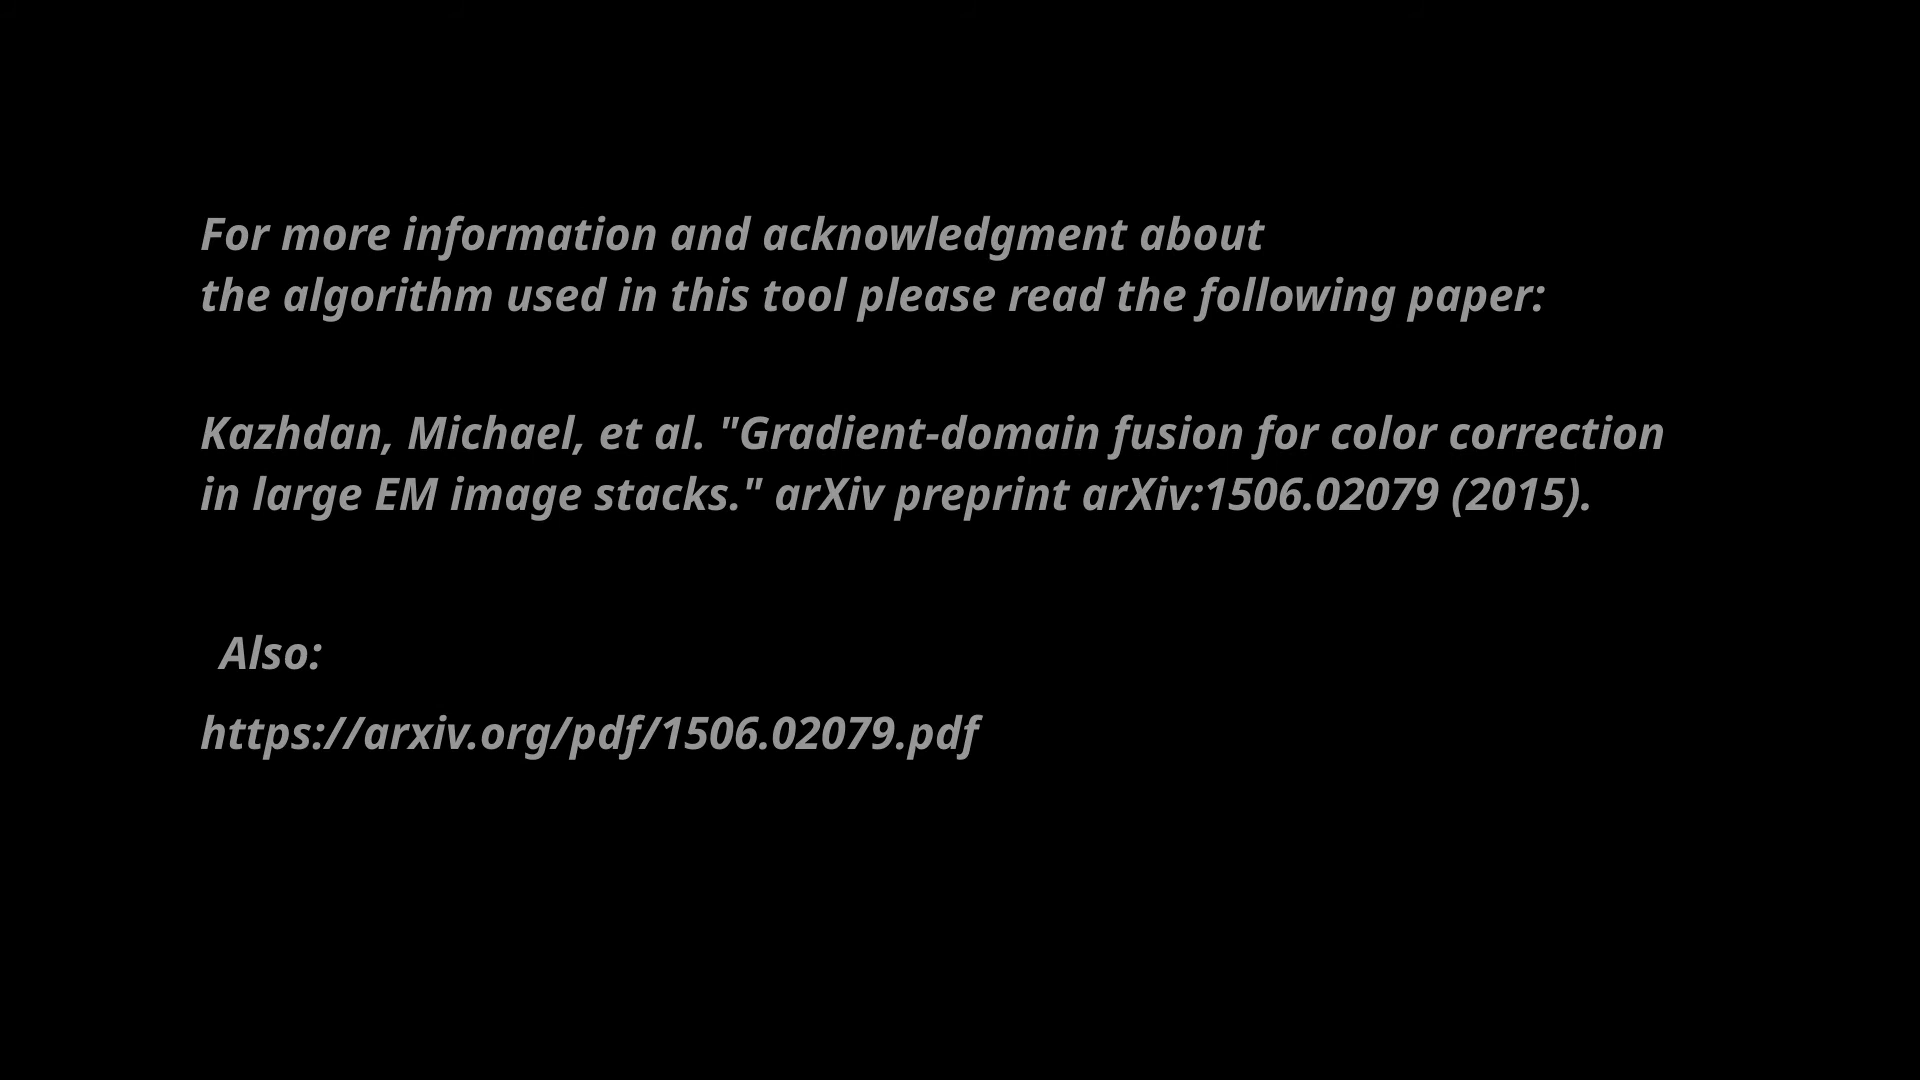 For more information and acknowledgment about
the algorithm used in this tool please read the following paper:
Kazhdan, Michael, et al. "Gradient-domain fusion for color correction
in large EM image stacks." arXiv preprint arXiv:1506.02079 (2015).
Also:
https://arxiv.org/pdf/1506.02079.pdf